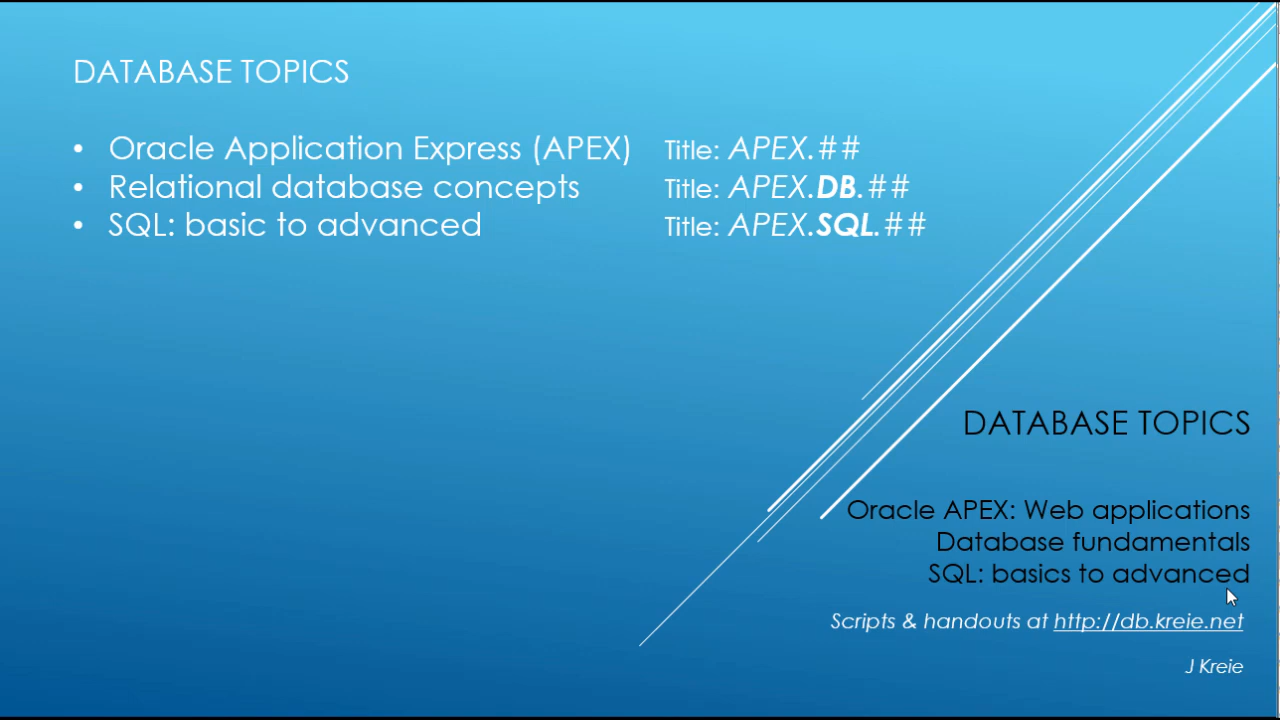 DATABASE TOPICS
• Oracle Application Express (APEX) Title: APEX.##
• Relational database concepts Title: APEX.DB.##
• SQL: basic to advanced Title: APEX.SQL.##
DATABASE TOPICS
Oracle APEX: Web applications
Database fundamentals
SQL: basics to advanced
Scripts & handouts at http://db.kreie.net
J Kreie